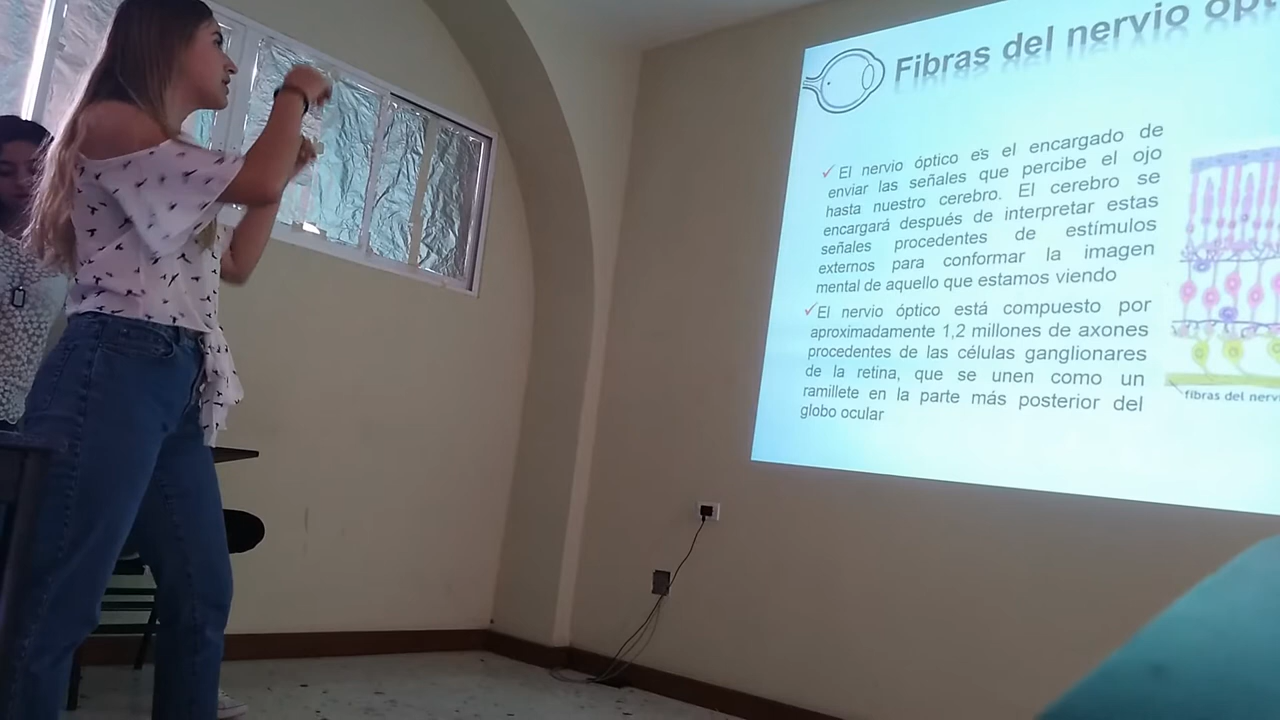 Fibras del nervio
✓ El nervio óptico es el encargado de
enviar las señales que percibe el ojo
hasta nuestro cerebro. El cerebro se
encargará después de interpretar estas
señales procedentes de estímulos
externos para conformar la imagen
mental de aquello que estamos viendo
✓ El nervio óptico está compuesto por
aproximadamente 1,2 millones de axones
procedentes de las células ganglionares
de la retina, que se unen como un
ramillete en la parte más posterior del
globo ocular
fibras del